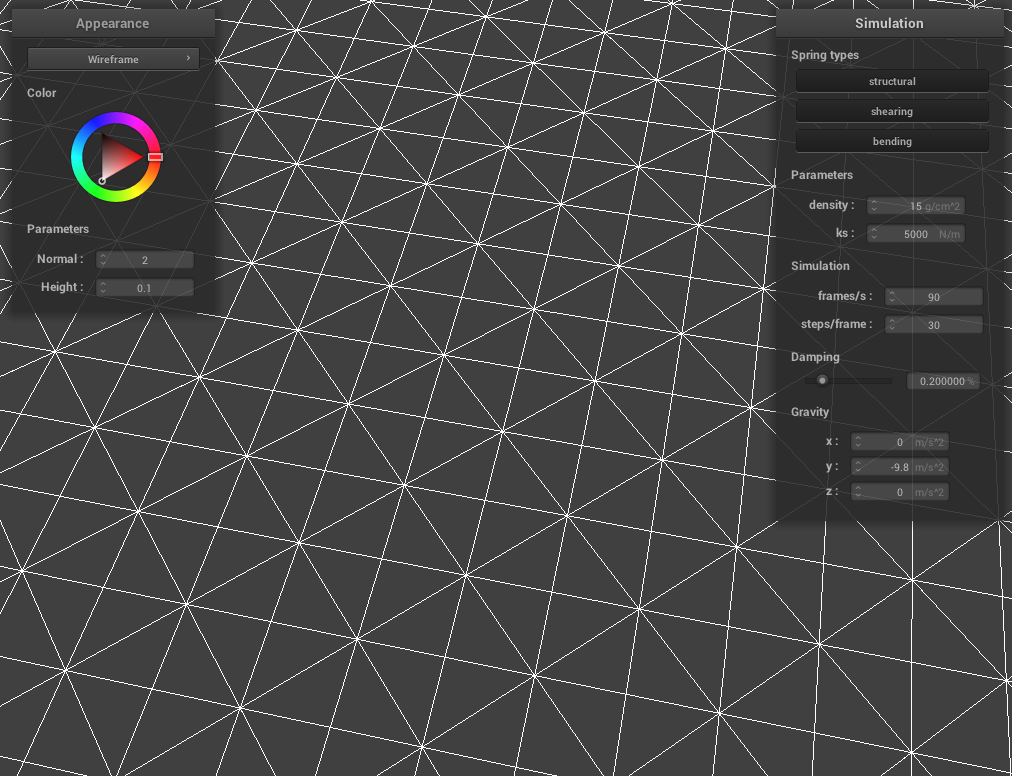 Appearance
Wireframe
Color
Parameters
Normal : 2
Height : 0.1
Simulation
Spring types
structural
shearing
bending
Parameters
density : 15 g/cm^2
ks : 5000 N/m
Simulation
frames/s : 90
steps/frame : 30
Damping
0.200000 %
Gravity
x : 0 m/s^2
y : -9.8 m/s^2
z : 0 m/s^2